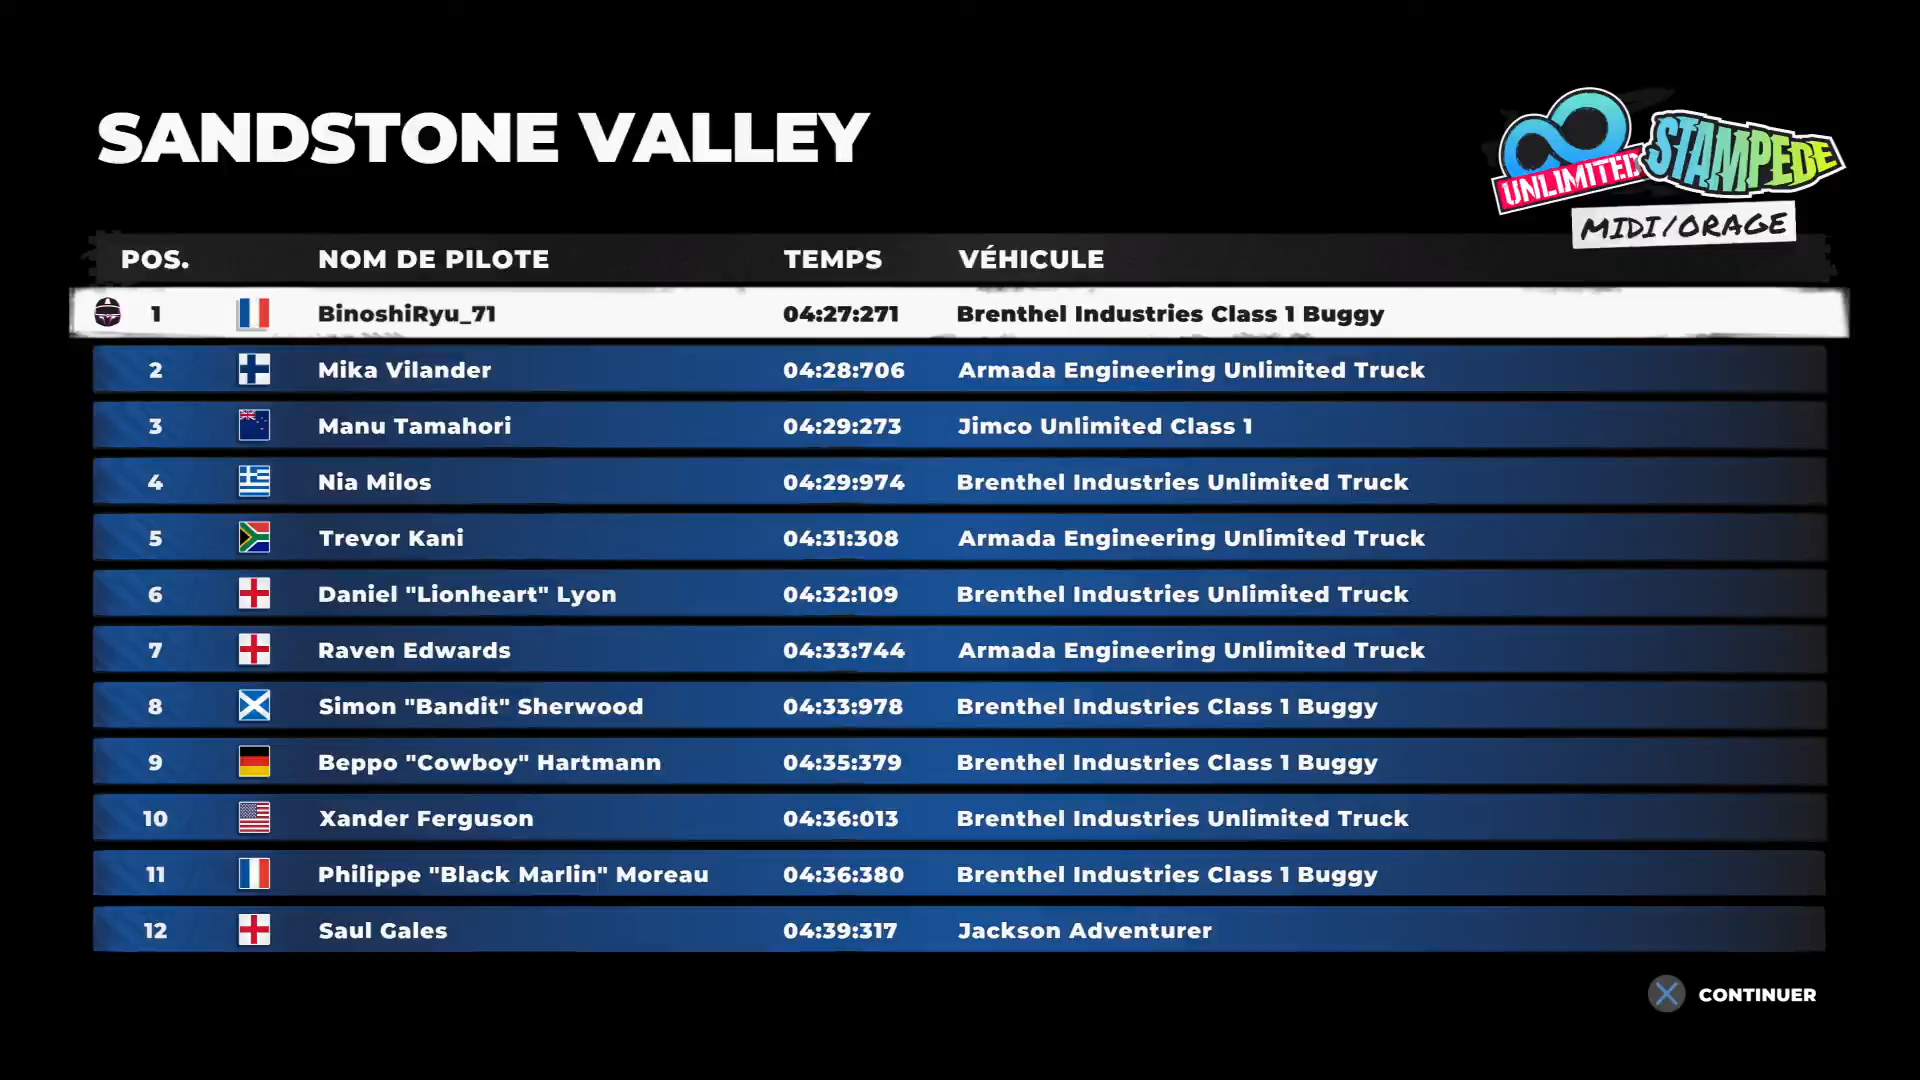 SANDSTONE VALLEY
UNLIMITED STAMPEDE
MIDI/ORAGE
POS. NOM DE PILOTE TEMPS VÉHICULE
1 BinoshiRyu_71 04:27:271 Brenthel Industries Class 1 Buggy
2 Mika Vilander 04:28:706 Armada Engineering Unlimited Truck
3 Manu Tamahori 04:29:273 Jimco Unlimited Class 1
4 Nia Milos 04:29:974 Brenthel Industries Unlimited Truck
5 Trevor Kani 04:31:308 Armada Engineering Unlimited Truck
6 Daniel "Lionheart" Lyon 04:32:109 Brenthel Industries Unlimited Truck
7 Raven Edwards 04:33:744 Armada Engineering Unlimited Truck
8 Simon "Bandit" Sherwood 04:33:978 Brenthel Industries Class 1 Buggy
9 Beppo "Cowboy" Hartmann 04:35:379 Brenthel Industries Class 1 Buggy
10 Xander Ferguson 04:36:013 Brenthel Industries Unlimited Truck
11 Philippe "Black Marlin" Moreau 04:36:380 Brenthel Industries Class 1 Buggy
12 Saul Gales 04:39:317 Jackson Adventurer
CONTINUER